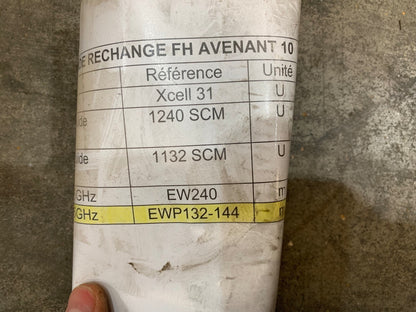 DE RECHANGE FH AVENANT 10
Référence Unité
Xcell 31 U
ide 1240 SCM U
ide 1132 SCM U
GHz EW240 m
GHz EWP132-144 m